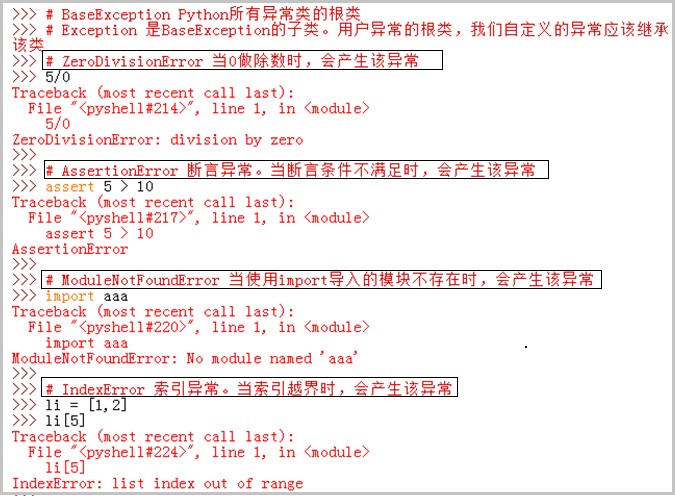 >>> # BaseException Python所有异常类的根类
>>> # Exception 是BaseException的子类。用户异常的根类，我们自定义的异常应该继承
该类
>>> # ZeroDivisionError 当0做除数时，会产生该异常
>>> 5/0
Traceback (most recent call last):
  File "<pyshell#214>", line 1, in <module>
    5/0
ZeroDivisionError: division by zero
>>>
>>> # AssertionError 断言异常。当断言条件不满足时，会产生该异常
>>> assert 5 > 10
Traceback (most recent call last):
  File "<pyshell#217>", line 1, in <module>
    assert 5 > 10
AssertionError
>>>
>>> # ModuleNotFoundError 当使用import导入的模块不存在时，会产生该异常
>>> import aaa
Traceback (most recent call last):
  File "<pyshell#220>", line 1, in <module>
    import aaa
ModuleNotFoundError: No module named 'aaa'
>>>
>>> # IndexError 索引异常。当索引越界时，会产生该异常
>>> li = [1,2]
>>> li[5]
Traceback (most recent call last):
  File "<pyshell#224>", line 1, in <module>
    li[5]
IndexError: list index out of range